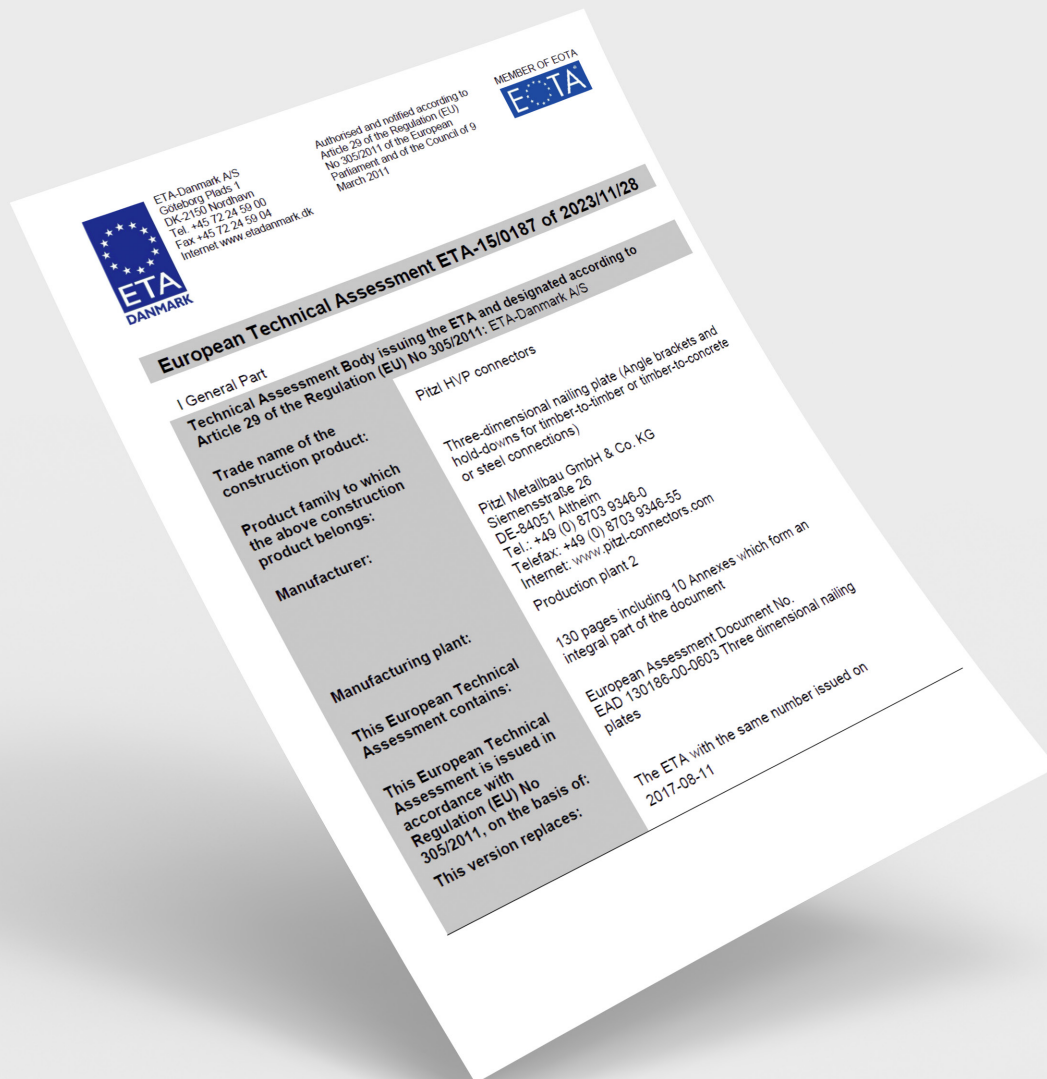 MEMBER OF EOTA
EOTA
ETA
DANMARK
ETA-Danmark A/S
Göteborg Plads 1
DK-2150 Nordhavn
Tel. +45 72 24 59 00
Fax +45 72 24 59 04
Internet www.etadanmark.dk
Authorised and notified according to
Article 29 of the Regulation (EU)
No 305/2011 of the European
Parliament and of the Council of 9
March 2011
European Technical Assessment ETA-15/0187 of 2023/11/28
I General Part
Technical Assessment Body issuing the ETA and designated according to
Article 29 of the Regulation (EU) No 305/2011: ETA-Danmark A/S
Trade name of the
construction product:
Pitzl HVP connectors
Product family to which
the above construction
product belongs:
Three-dimensional nailing plate (Angle brackets and
hold-downs for timber-to-timber or timber-to-concrete
or steel connections)
Manufacturer:
Pitzl Metallbau GmbH & Co. KG
Siemensstraße 26
DE-84051 Altheim
Tel.: +49 (0) 8703 9346-0
Telefax: +49 (0) 8703 9346-55
Internet: www.pitzl-connectors.com
Manufacturing plant:
Production plant 2
This European Technical
Assessment contains:
130 pages including 10 Annexes which form an
integral part of the document
This European Technical
Assessment is issued in
accordance with
Regulation (EU) No
305/2011, on the basis of:
European Assessment Document No.
EAD 130186-00-0603 Three dimensional nailing
plates
This version replaces:
The ETA with the same number issued on
2017-08-11